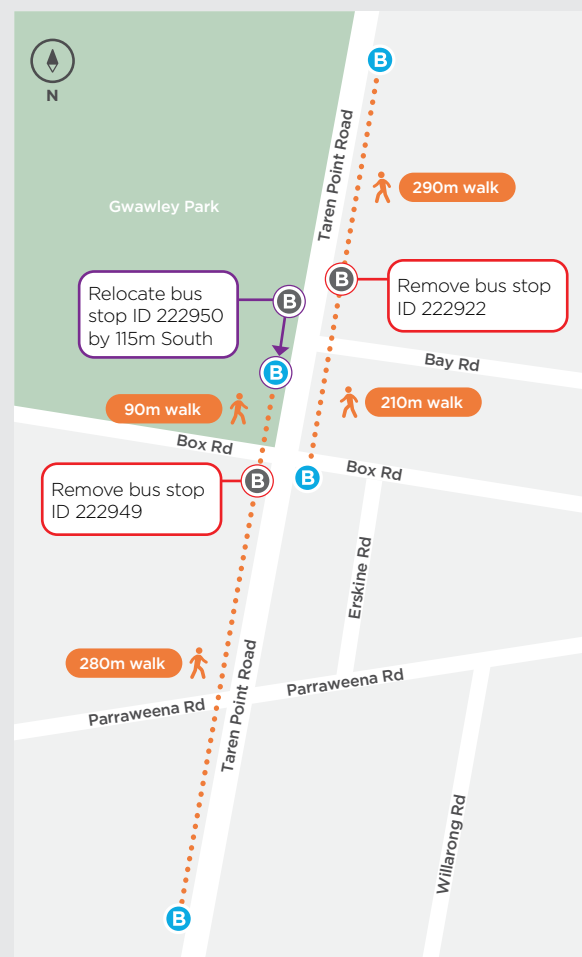 B
N
Taren Point Road
290m walk
Gwawley Park
B
Remove bus stop
ID 222922
Relocate bus
stop ID 222950
by 115m South
B
Bay Rd
B
90m walk
210m walk
Box Rd
Box Rd
B
B
Remove bus stop
ID 222949
Erskine Rd
280m walk
Parraweena Rd
Parraweena Rd
Taren Point Road
Willarong Rd
B